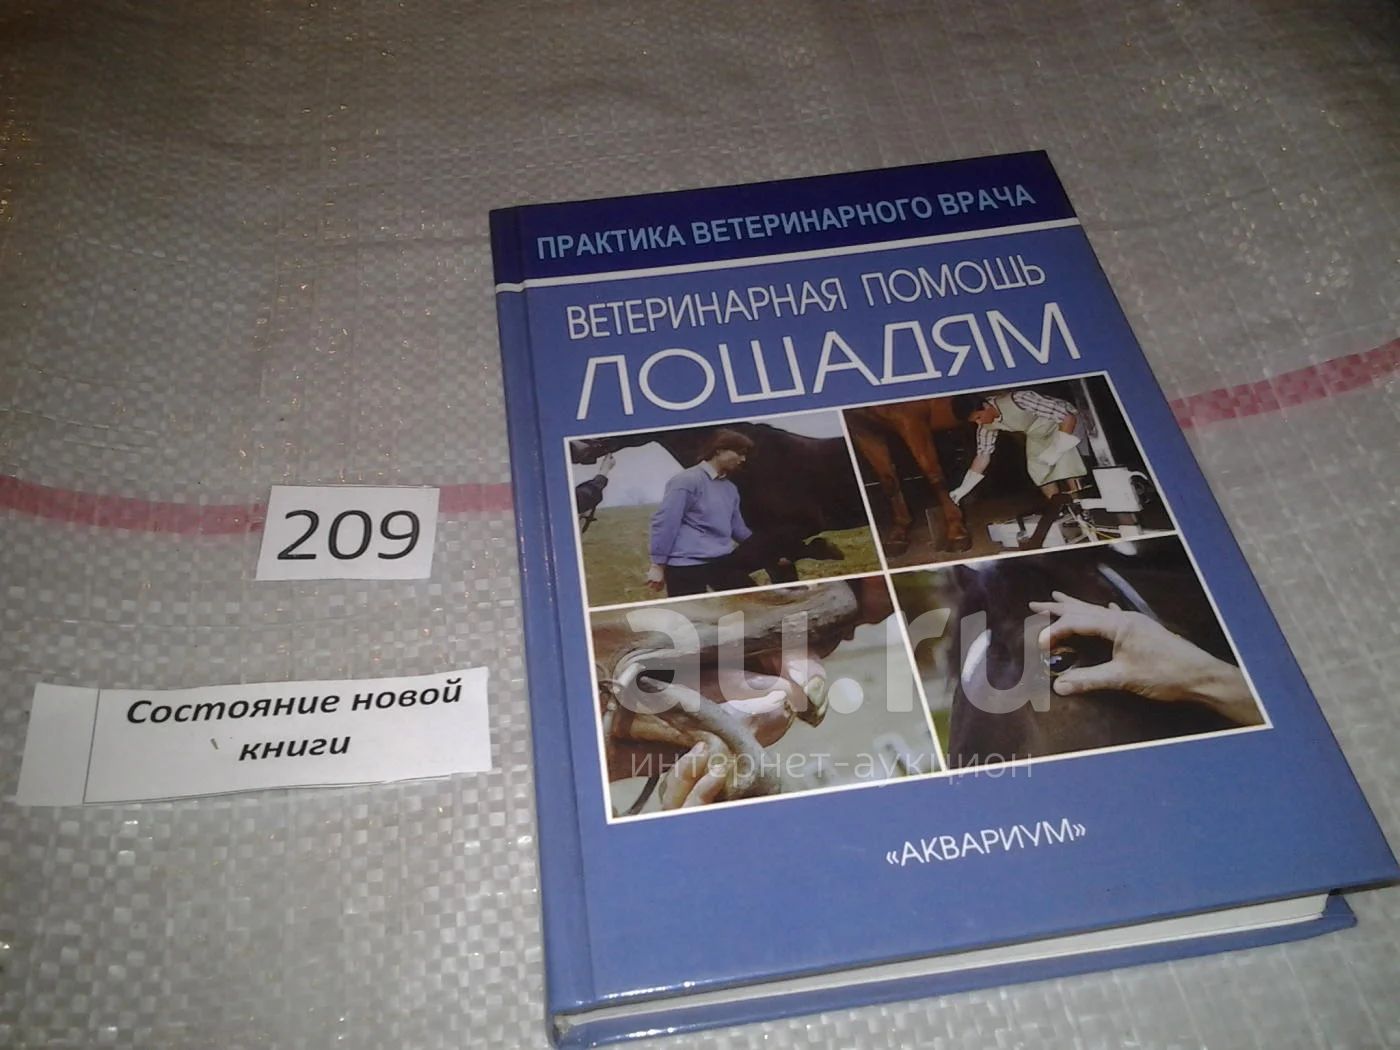 ПРАКТИКА ВЕТЕРИНАРНОГО ВРАЧА
ВЕТЕРИНАРНАЯ ПОМОЩЬ
ЛОШАДЯМ
209
Состояние новой
книги
au.ru
интернет-аукцион
«АКВАРИУМ»